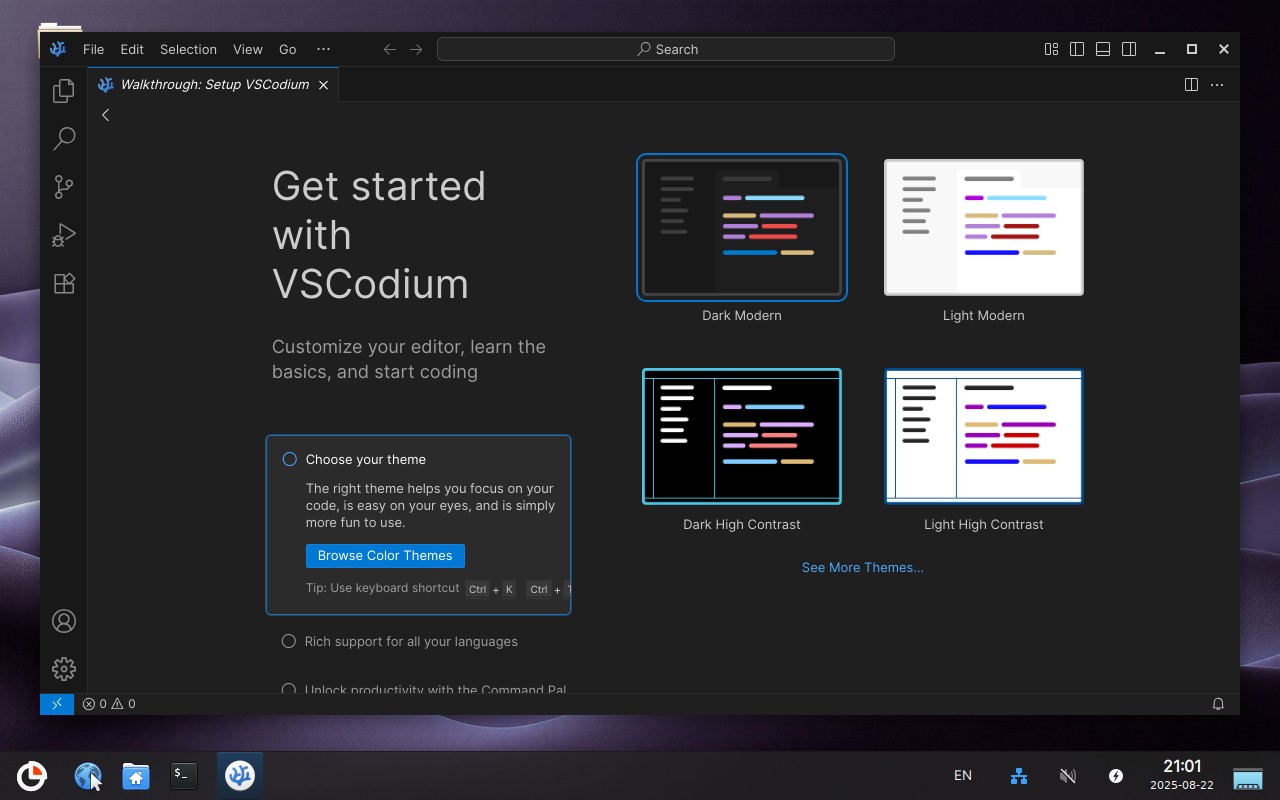 File Edit Selection View Go ··· Search
Walkthrough: Setup VSCodium
Get started
with
VSCodium
Customize your editor, learn the
basics, and start coding
Choose your theme
The right theme helps you focus on your
code, is easy on your eyes, and is simply
more fun to use.
Browse Color Themes
Tip: Use keyboard shortcut Ctrl + K Ctrl + T
Rich support for all your languages
Unlock productivity with the Command Pal
Dark Modern
Light Modern
Dark High Contrast
Light High Contrast
See More Themes...
0 0
$-
EN
21:01
2025-08-22